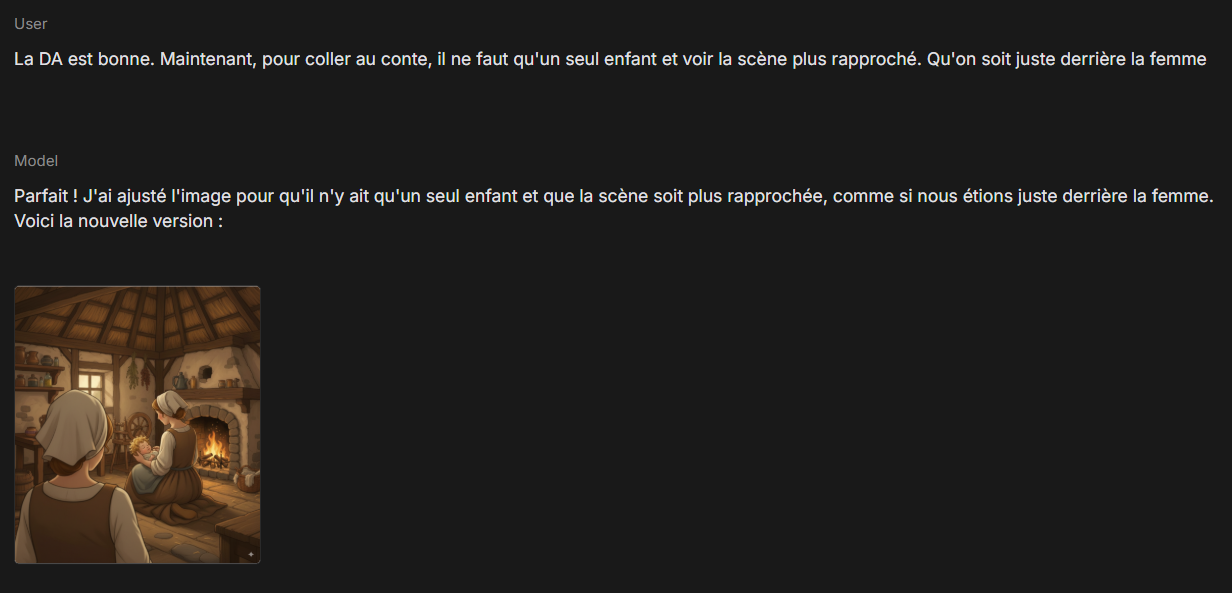 User
La DA est bonne. Maintenant, pour coller au conte, il ne faut qu'un seul enfant et voir la scène plus rapproché. Qu'on soit juste derrière la femme
Model
Parfait ! J'ai ajusté l'image pour qu'il n'y ait qu'un seul enfant et que la scène soit plus rapprochée, comme si nous étions juste derrière la femme.
Voici la nouvelle version :